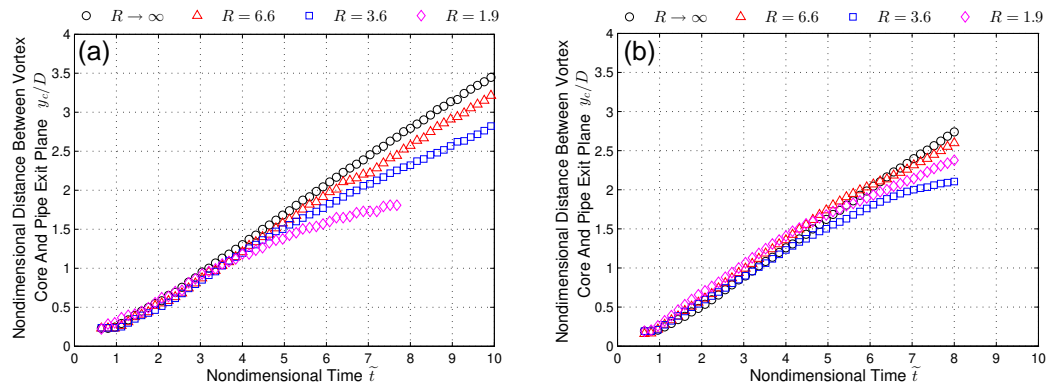 R → ∞ R = 6.6 R = 3.6 R = 1.9
(a)
Nondimensional Distance Between Vortex
Core And Pipe Exit Plane y_c/D
4
3.5
3
2.5
2
1.5
1
0.5
0
0 1 2 3 4 5 6 7 8 9 10
Nondimensional Time t̃
R → ∞ R = 6.6 R = 3.6 R = 1.9
(b)
Nondimensional Distance Between Vortex
Core And Pipe Exit Plane y_c/D
4
3.5
3
2.5
2
1.5
1
0.5
0
0 1 2 3 4 5 6 7 8 9 10
Nondimensional Time t̃